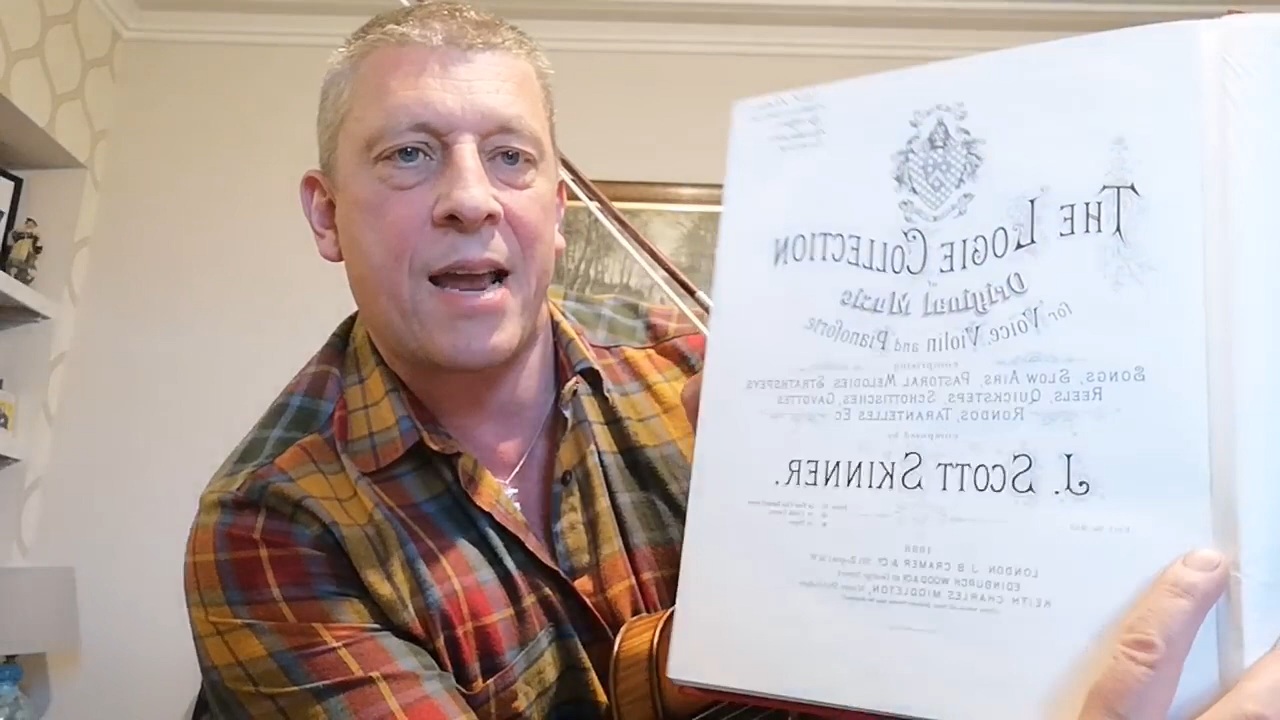 THE LOGIE COLLECTION
of
Original Music
for Voice, Violin and Pianoforte
comprising
SONGS, SLOW AIRS, PASTORAL MELODIES, STRATHSPEYS
REELS, QUICKSTEPS, SCHOTTISCHES, GAVOTTES,
RONDOS, TARANTELLES EC
composed by
J. SCOTT SKINNER.
1888
LONDON J B CRAMER & Co
EDINBURGH WOOD & Co
KEITH CHARLES MIDDLETON,